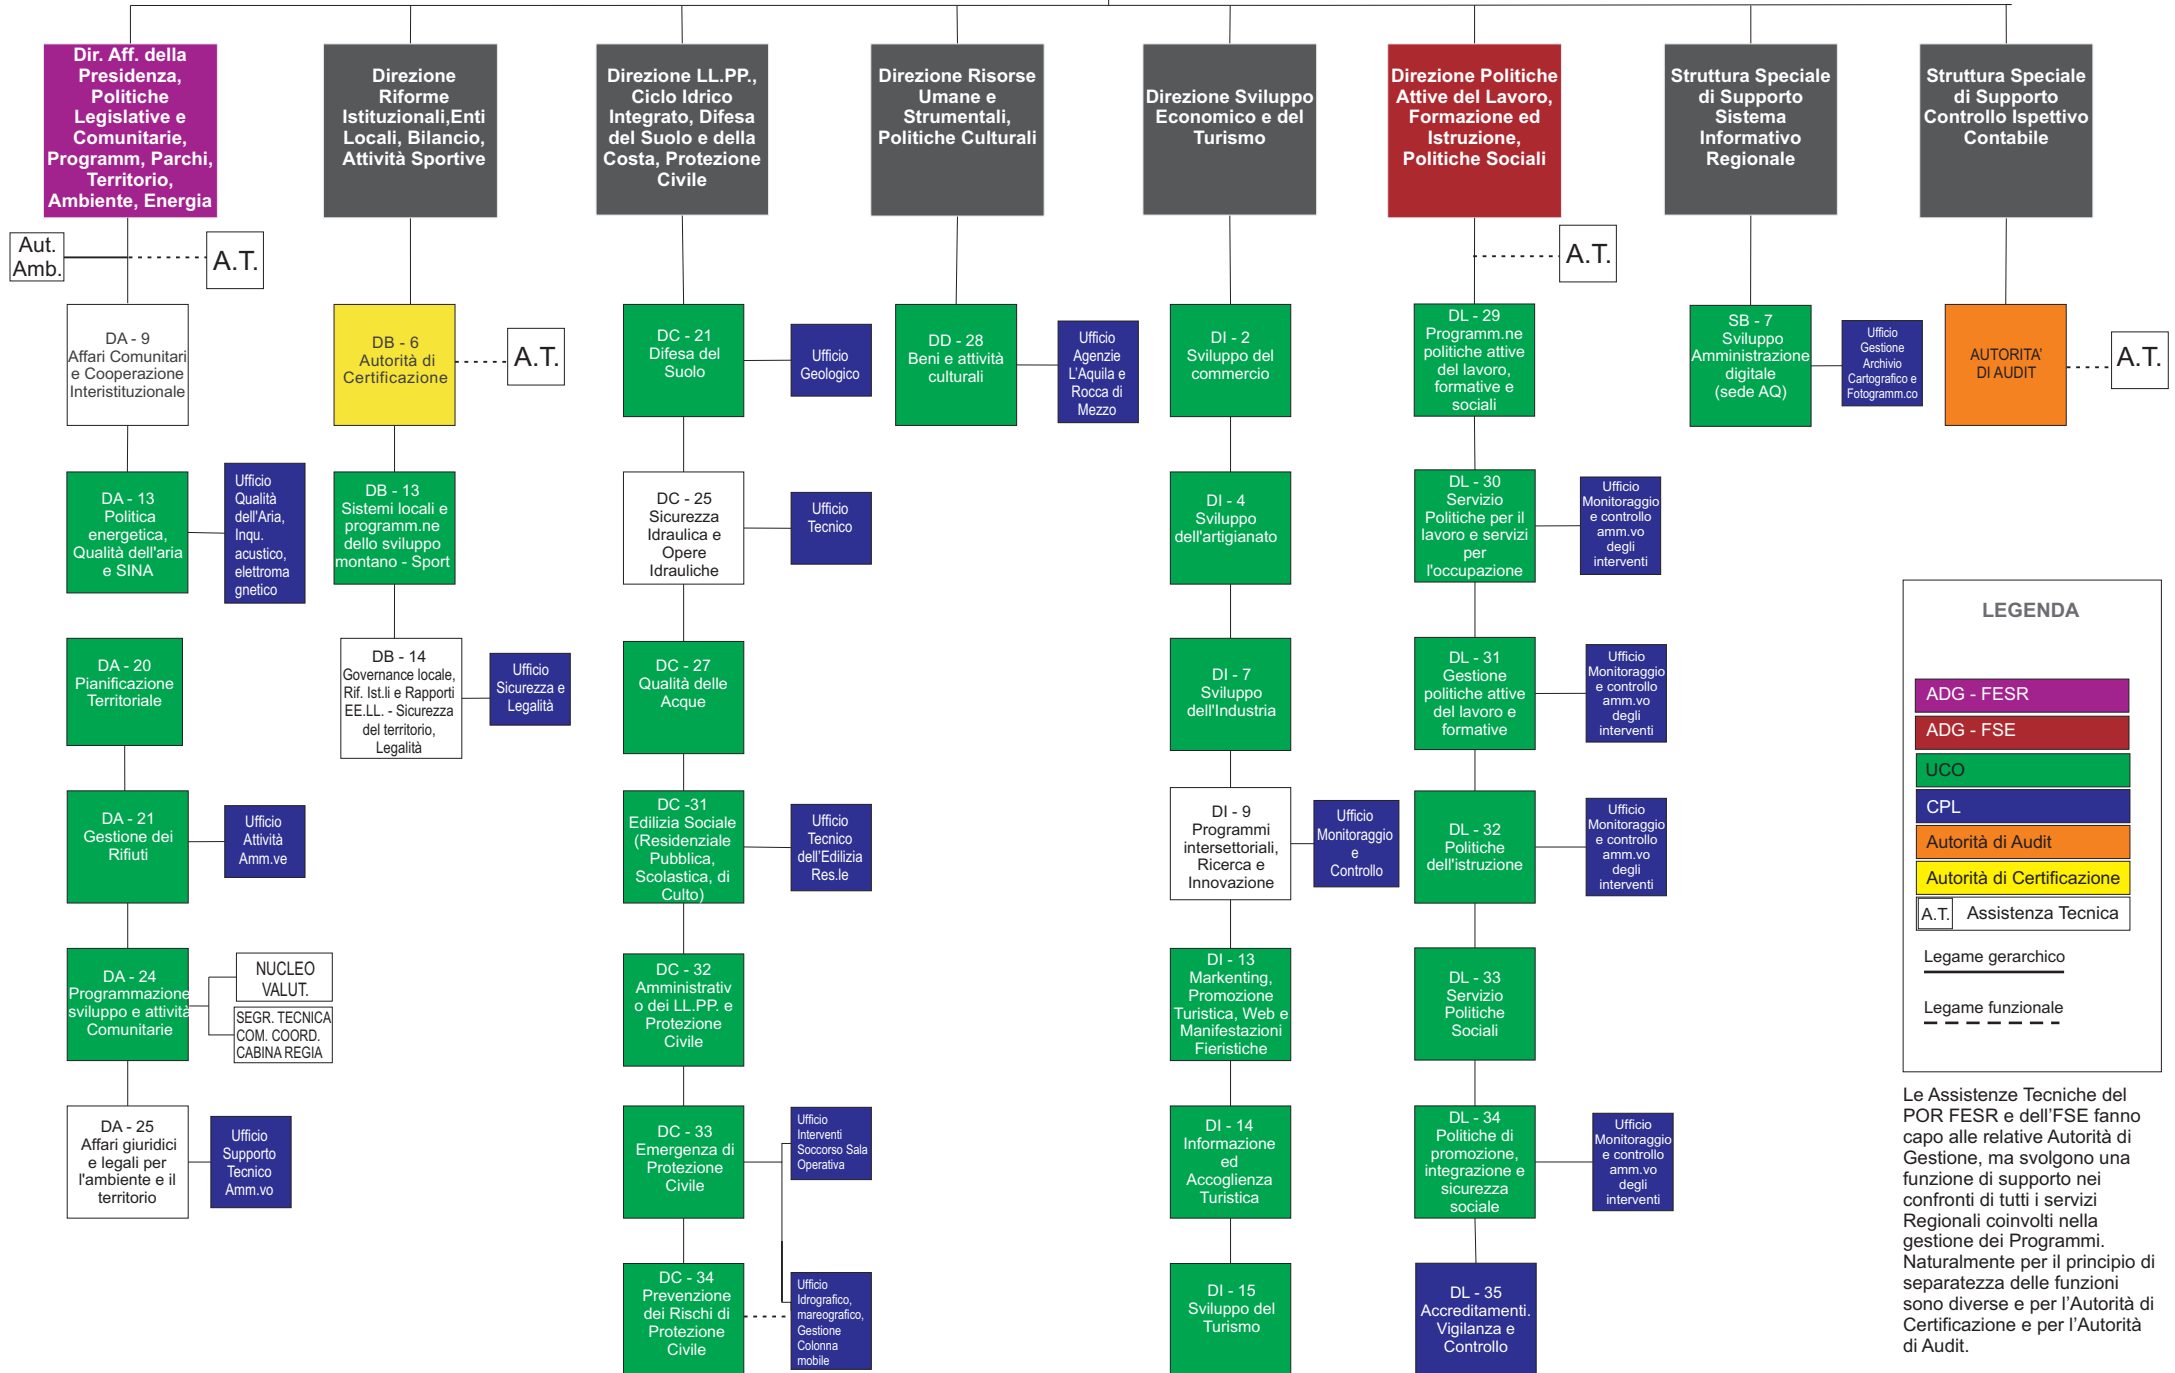 Dir. Aff. della
Presidenza,
Politiche
Legislative e
Comunitarie,
Programm, Parchi,
Territorio,
Ambiente, Energia
Direzione
Riforme
Istituzionali,Enti
Locali, Bilancio,
Attività Sportive
Direzione LL.PP.,
Ciclo Idrico
Integrato, Difesa
del Suolo e della
Costa, Protezione
Civile
Direzione Risorse
Umane e
Strumentali,
Politiche Culturali
Direzione Sviluppo
Economico e del
Turismo
Direzione Politiche
Attive del Lavoro,
Formazione ed
Istruzione,
Politiche Sociali
Struttura Speciale
di Supporto
Sistema
Informativo
Regionale
Struttura Speciale
di Supporto
Controllo Ispettivo
Contabile
Aut.
Amb.
A.T.
DA - 9
Affari Comunitari
e Cooperazione
Interistituzionale
DA - 13
Politica
energetica,
Qualità dell'aria
e SINA
Ufficio
Qualità
dell'Aria,
Inqu.
acustico,
elettroma
gnetico
DA - 20
Pianificazione
Territoriale
DA - 21
Gestione dei
Rifiuti
Ufficio
Attività
Amm.ve
DA - 24
Programmazione
sviluppo e attività
Comunitarie
NUCLEO
VALUT.
SEGR. TECNICA
COM. COORD.
CABINA REGIA
DA - 25
Affari giuridici
e legali per
l'ambiente e il
territorio
Ufficio
Supporto
Tecnico
Amm.vo
DB - 6
Autorità di
Certificazione
A.T.
DB - 13
Sistemi locali e
programm.ne
dello sviluppo
montano - Sport
DB - 14
Governance locale,
Rif. Ist.li e Rapporti
EE.LL. - Sicurezza
del territorio,
Legalità
Ufficio
Sicurezza e
Legalità
DC - 21
Difesa del
Suolo
Ufficio
Geologico
DC - 25
Sicurezza
Idraulica e
Opere
Idrauliche
Ufficio
Tecnico
DC - 27
Qualità delle
Acque
DC -31
Edilizia Sociale
(Residenziale
Pubblica,
Scolastica, di
Culto)
Ufficio
Tecnico
dell'Edilizia
Res.le
DC - 32
Amministrativ
o dei LL.PP. e
Protezione
Civile
DC - 33
Emergenza di
Protezione
Civile
Ufficio
Interventi
Soccorso Sala
Operativa
DC - 34
Prevenzione
dei Rischi di
Protezione
Civile
Ufficio
Idrografico,
mareografico,
Gestione
Colonna
mobile
DD - 28
Beni e attività
culturali
Ufficio
Agenzie
L'Aquila e
Rocca di
Mezzo
DI - 2
Sviluppo del
commercio
DI - 4
Sviluppo
dell'artigianato
DI - 7
Sviluppo
dell'Industria
DI - 9
Programmi
intersettoriali,
Ricerca e
Innovazione
Ufficio
Monitoraggio
e
Controllo
DI - 13
Markenting,
Promozione
Turistica, Web e
Manifestazioni
Fieristiche
DI - 14
Informazione
ed
Accoglienza
Turistica
DI - 15
Sviluppo del
Turismo
A.T.
DL - 29
Programm.ne
politiche attive
del lavoro,
formative e
sociali
DL - 30
Servizio
Politiche per il
lavoro e servizi
per
l'occupazione
Ufficio
Monitoraggio
e controllo
amm.vo
degli
interventi
DL - 31
Gestione
politiche attive
del lavoro e
formative
Ufficio
Monitoraggio
e controllo
amm.vo
degli
interventi
DL - 32
Politiche
dell'istruzione
Ufficio
Monitoraggio
e controllo
amm.vo
degli
interventi
DL - 33
Servizio
Politiche
Sociali
DL - 34
Politiche di
promozione,
integrazione e
sicurezza
sociale
Ufficio
Monitoraggio
e controllo
amm.vo
degli
interventi
DL - 35
Accreditamenti.
Vigilanza e
Controllo
SB - 7
Sviluppo
Amministrazione
digitale
(sede AQ)
Ufficio
Gestione
Archivio
Cartografico e
Fotogramm.co
AUTORITA'
DI AUDIT
A.T.
LEGENDA
ADG - FESR
ADG - FSE
UCO
CPL
Autorità di Audit
Autorità di Certificazione
A.T. Assistenza Tecnica
Legame gerarchico
Legame funzionale
Le Assistenze Tecniche del
POR FESR e dell'FSE fanno
capo alle relative Autorità di
Gestione, ma svolgono una
funzione di supporto nei
confronti di tutti i servizi
Regionali coinvolti nella
gestione dei Programmi.
Naturalmente per il principio di
separatezza delle funzioni
sono diverse e per l'Autorità di
Certificazione e per l'Autorità
di Audit.